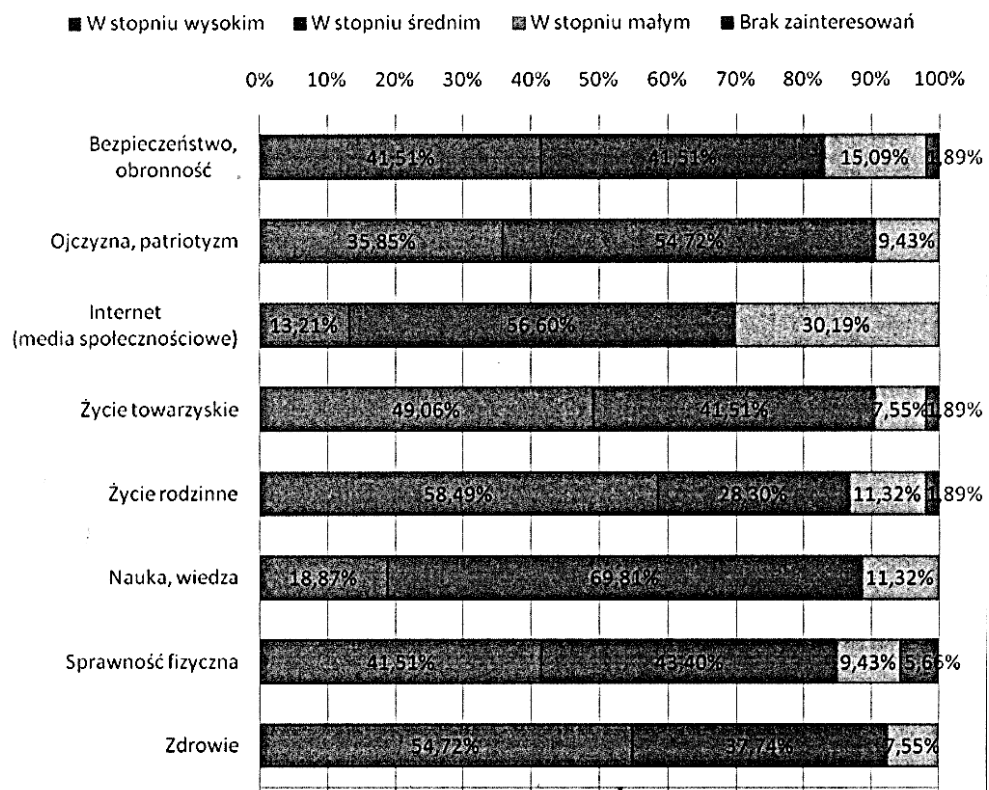 W stopniu wysokim W stopniu średnim W stopniu małym Brak zainteresowań
0% 10% 20% 30% 40% 50% 60% 70% 80% 90% 100%
Bezpieczeństwo,
obronność
41,51% 41,51% 15,09% 1,89%
Ojczyzna, patriotyzm 35,85% 54,72% 9,43%
Internet
(media społecznościowe)
13,21% 56,60% 30,19%
Życie towarzyskie 49,06% 41,51% 7,55% 1,89%
Życie rodzinne 58,49% 28,30% 11,32% 1,89%
Nauka, wiedza 18,87% 69,81% 11,32%
Sprawność fizyczna 41,51% 43,40% 9,43% 5,66%
Zdrowie 54,72% 37,74% 7,55%